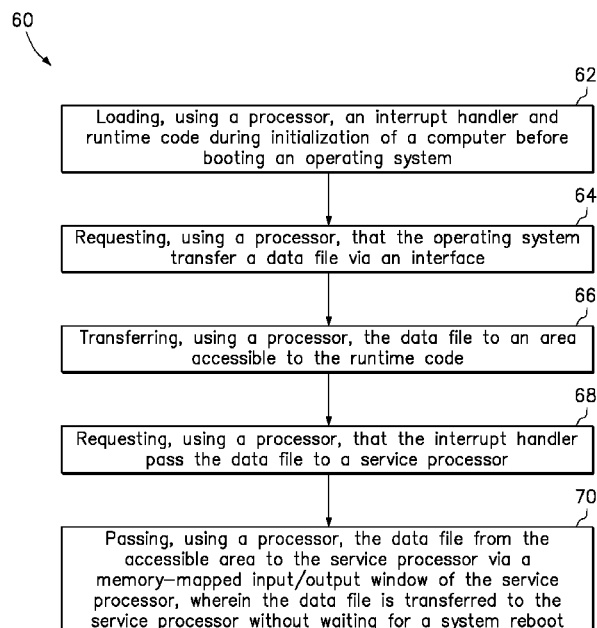 60
62
Loading, using a processor, an interrupt handler and
runtime code during initialization of a computer before
booting an operating system
64
Requesting, using a processor, that the operating system
transfer a data file via an interface
66
Transferring, using a processor, the data file to an area
accessible to the runtime code
68
Requesting, using a processor, that the interrupt handler
pass the data file to a service processor
70
Passing, using a processor, the data file from the
accessible area to the service processor via a
memory-mapped input/output window of the service
processor, wherein the data file is transferred to the
service processor without waiting for a system reboot